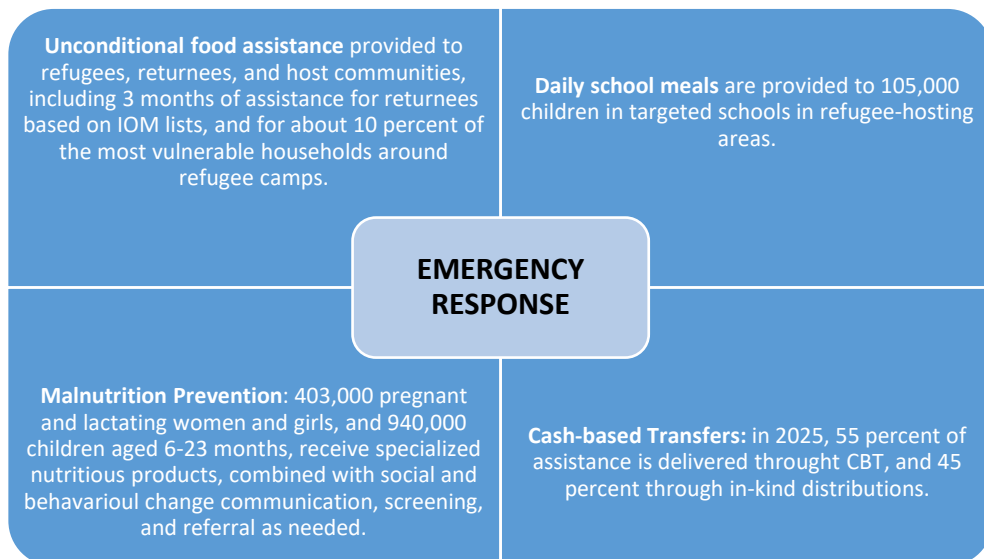 Unconditional food assistance provided to
refugees, returnees, and host communities,
including 3 months of assistance for returnees
based on IOM lists, and for about 10 percent of
the most vulnerable households around
refugee camps.
Daily school meals are provided to 105,000
children in targeted schools in refugee-hosting
areas.
EMERGENCY
RESPONSE
Malnutrition Prevention: 403,000 pregnant
and lactating women and girls, and 940,000
children aged 6-23 months, receive specialized
nutritious products, combined with social and
behavarioul change communication, screening,
and referral as needed.
Cash-based Transfers: in 2025, 55 percent of
assistance is delivered throught CBT, and 45
percent through in-kind distributions.